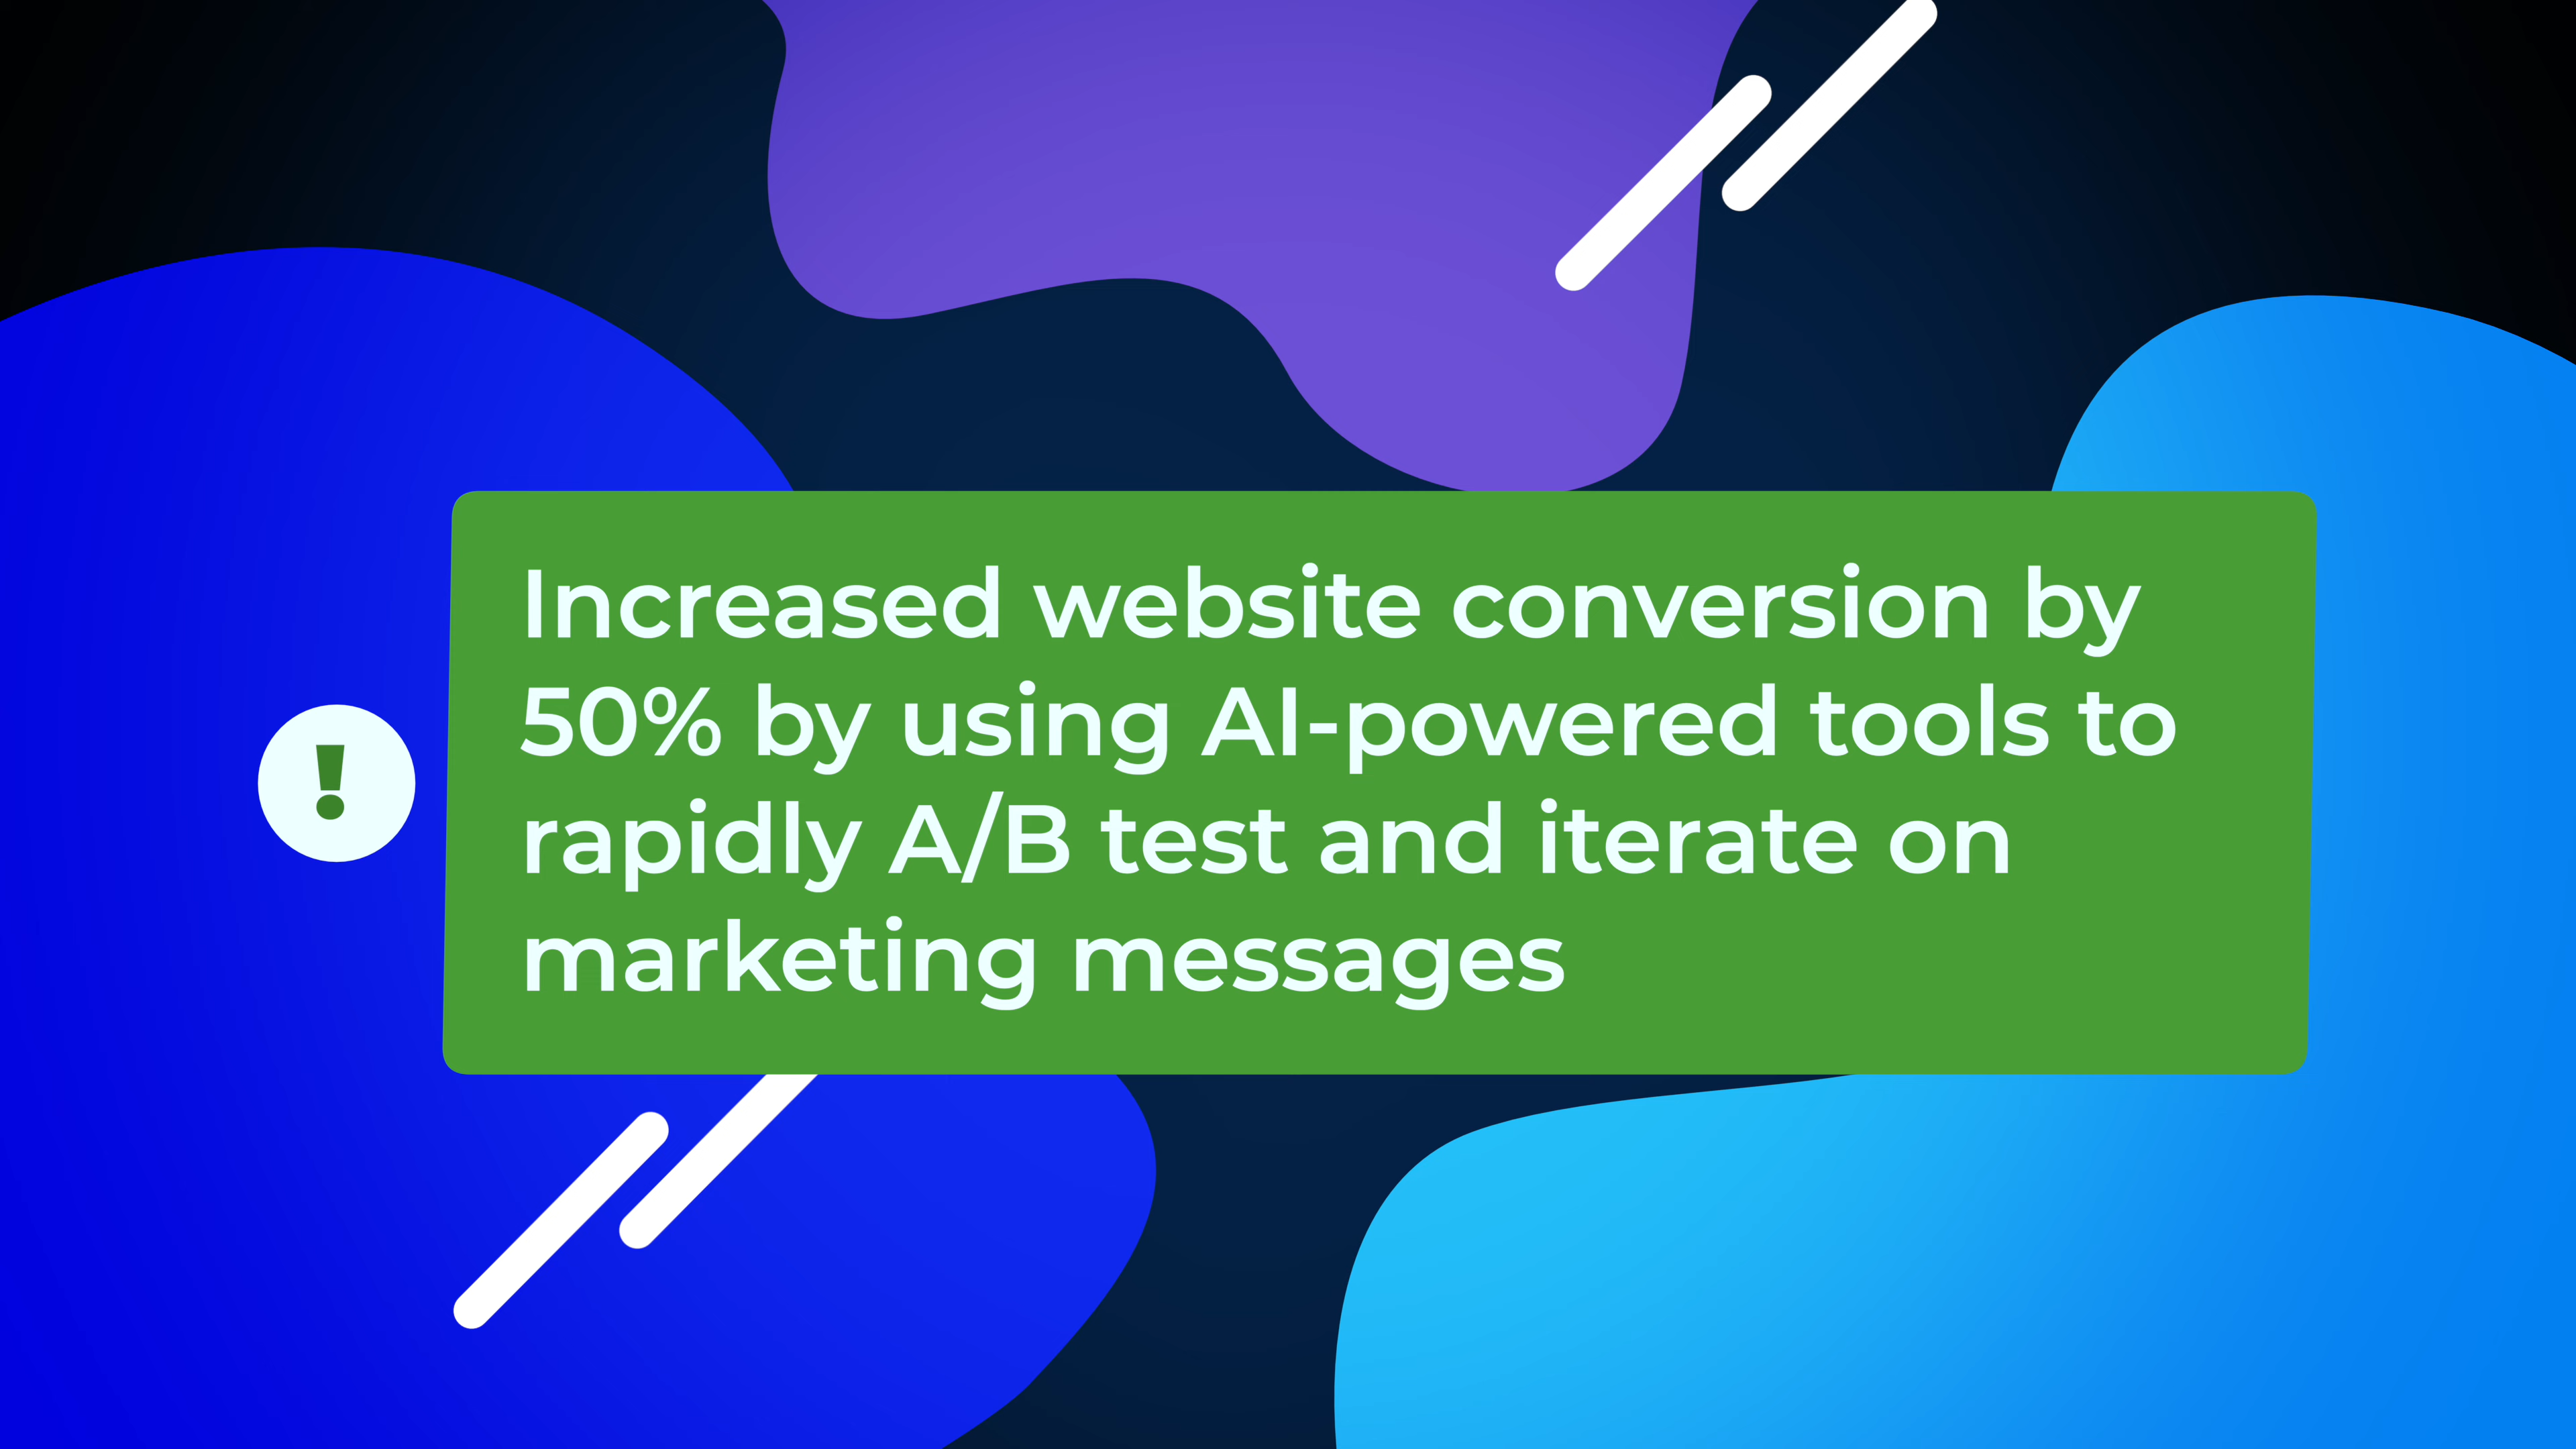 Increased website conversion by
50% by using AI-powered tools to
rapidly A/B test and iterate on
marketing messages
!